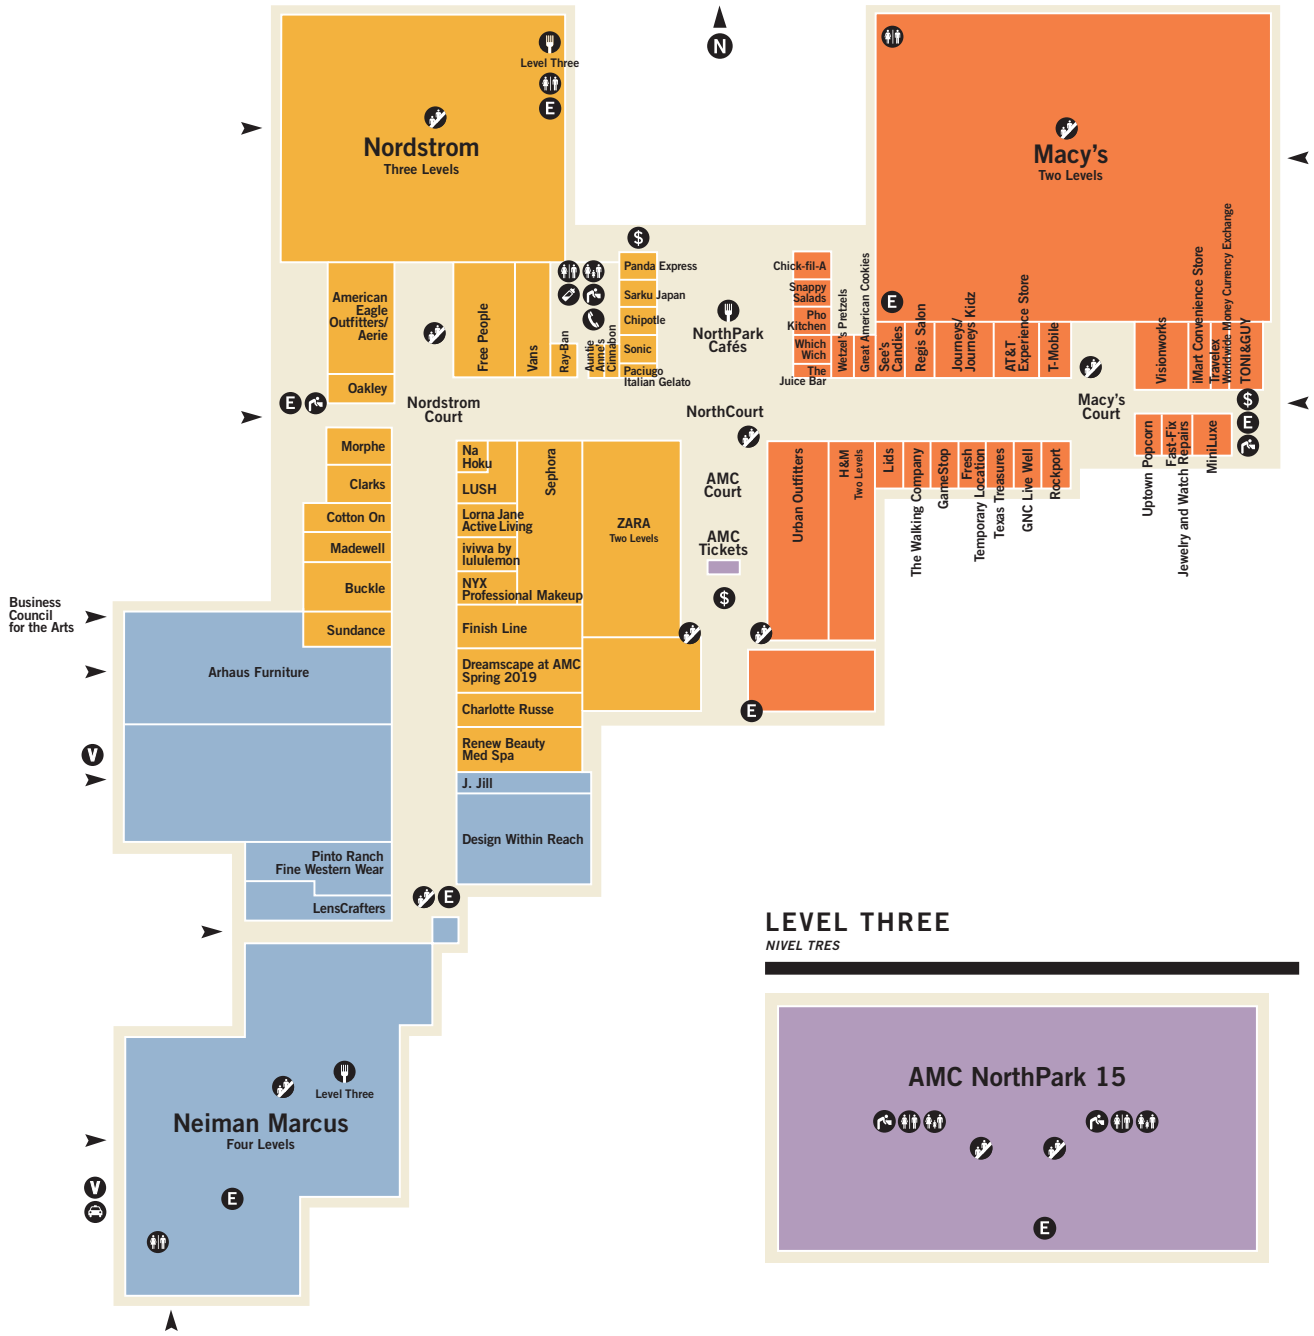 N
Level Three
E
Nordstrom
Three Levels
Macy's
Two Levels
E
$
American
Eagle
Outfitters/
Aerie
Oakley
E
Free People
Vans
Ray-Ban
Auntie
Anne's
Cinnabon
Panda Express
Sarku Japan
Chipotle
Sonic
Paciugo
Italian Gelato
NorthPark
Cafés
Chick-fil-A
Snappy
Salads
Pho
Kitchen
Which
Wich
The
Juice Bar
Wetzel's Pretzels
Great American Cookies
See's
Candies
Regis Salon
Journeys/
Journeys Kidz
AT&T
Experience Store
T-Mobile
Visionworks
iMart Convenience Store
Travelex
Worldwide Money Currency Exchange
TONI&GUY
Nordstrom
Court
NorthCourt
Macy's
Court
$
E
Morphe
Clarks
Cotton On
Madewell
Buckle
Sundance
Na
Hoku
LUSH
Lorna Jane
Active Living
ivivva by
lululemon
NYX
Professional Makeup
Sephora
ZARA
Two Levels
Finish Line
Dreamscape at AMC
Spring 2019
Charlotte Russe
Renew Beauty
Med Spa
J. Jill
Design Within Reach
AMC
Court
AMC
Tickets
$
Urban Outfitters
H&M
Two Levels
Lids
The Walking Company
GameStop
Fresh
Temporary Location
Texas Treasures
GNC Live Well
Rockport
Uptown Popcorn
Fast-Fix
Jewelry and Watch Repairs
MiniLuxe
E
Business
Council
for the Arts
Arhaus Furniture
V
Pinto Ranch
Fine Western Wear
LensCrafters
E
Level Three
Neiman Marcus
Four Levels
V
E
LEVEL THREE
NIVEL TRES
AMC NorthPark 15
E